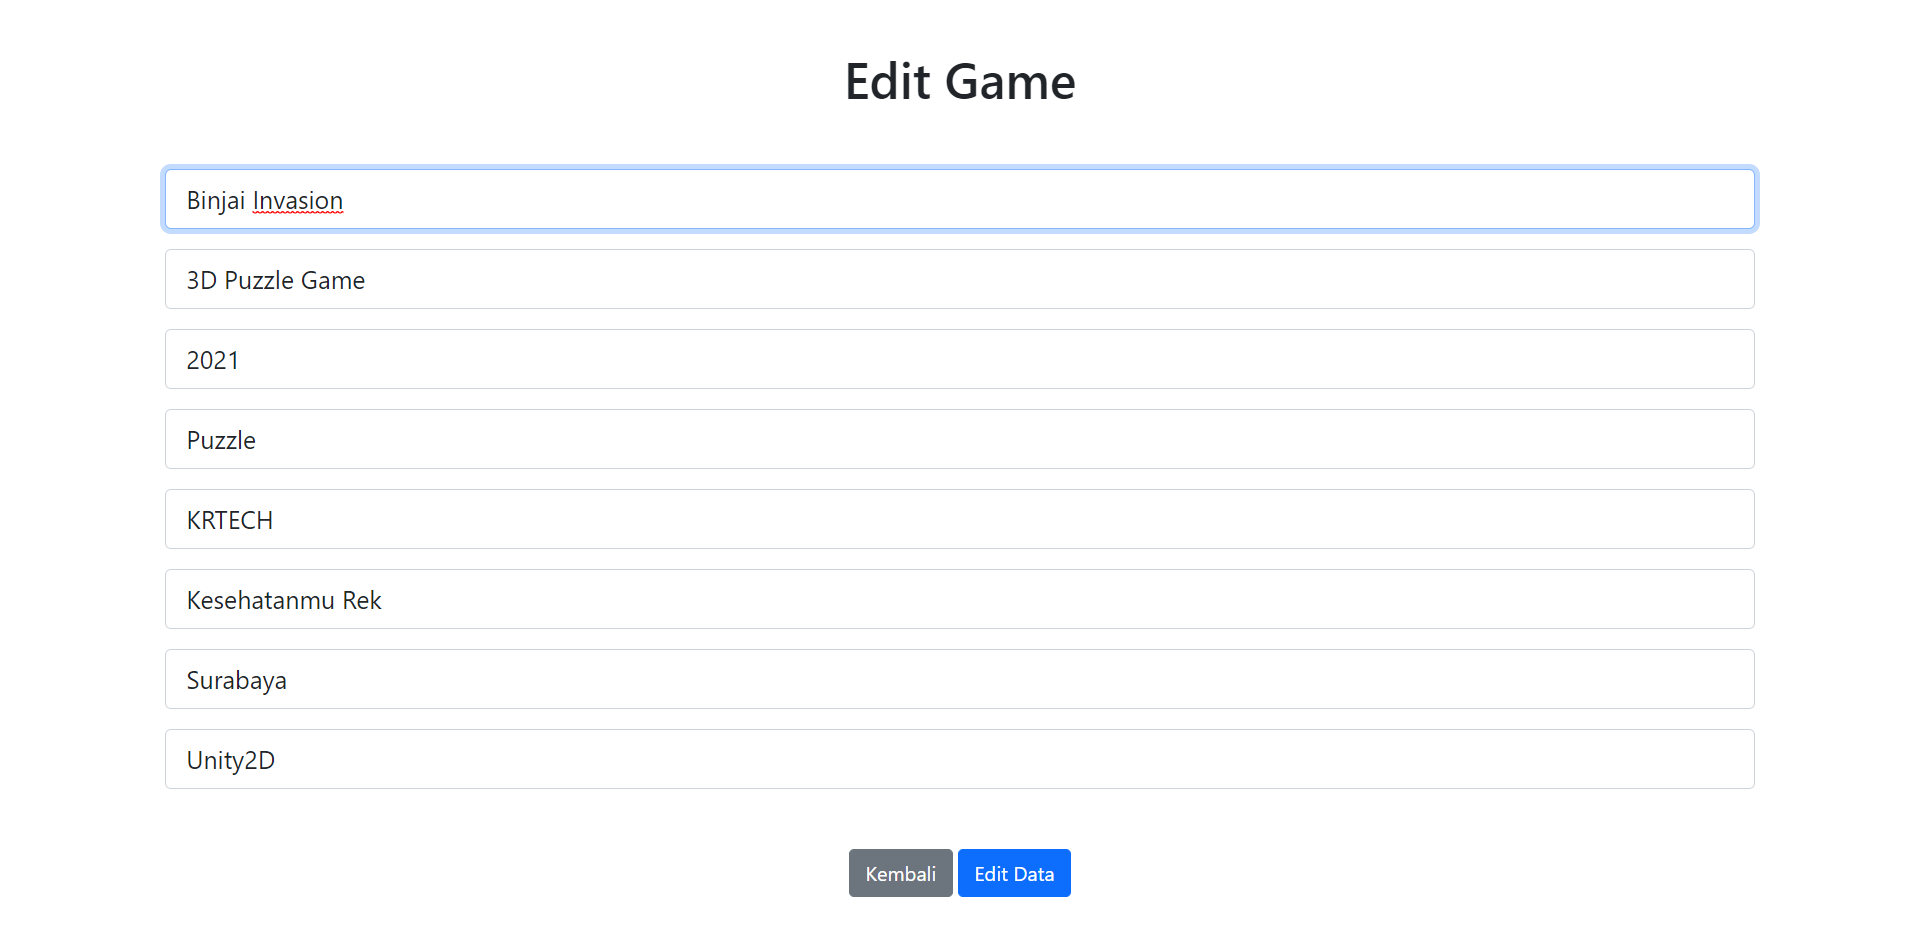 Edit Game
Binjai Invasion
3D Puzzle Game
2021
Puzzle
KRTECH
Kesehatanmu Rek
Surabaya
Unity2D
Kembali Edit Data